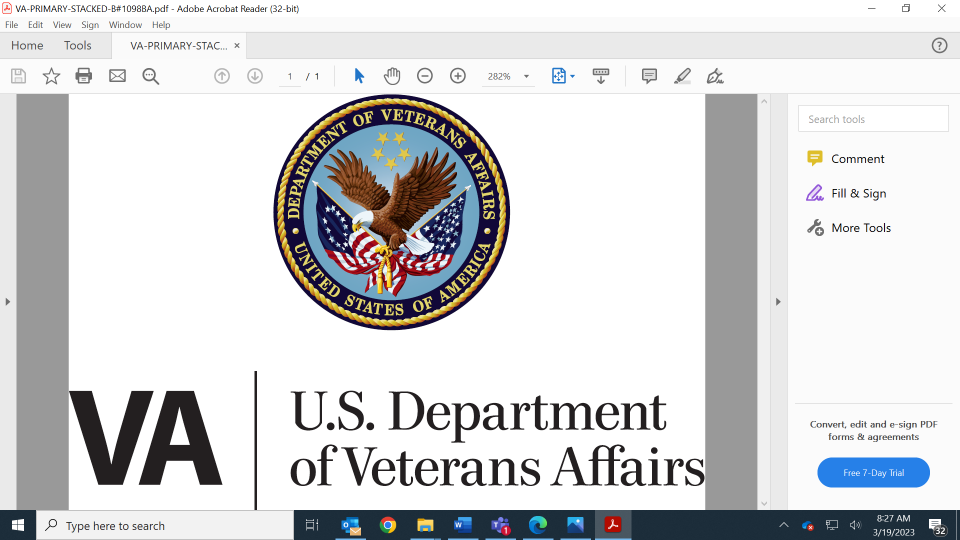 VA-PRIMARY-STACKED-B#1098BA.pdf - Adobe Acrobat Reader (32-bit)
File Edit View Sign Window Help
Home Tools VA-PRIMARY-STAC... ×
1 / 1 282%
DEPARTMENT OF VETERANS AFFAIRS
UNITED STATES OF AMERICA
VA
U.S. Department
of Veterans Affairs
Search tools
Comment
Fill & Sign
More Tools
Convert, edit and e-sign PDF
forms & agreements
Free 7-Day Trial
Type here to search
1
8:27 AM
3/19/2023
32